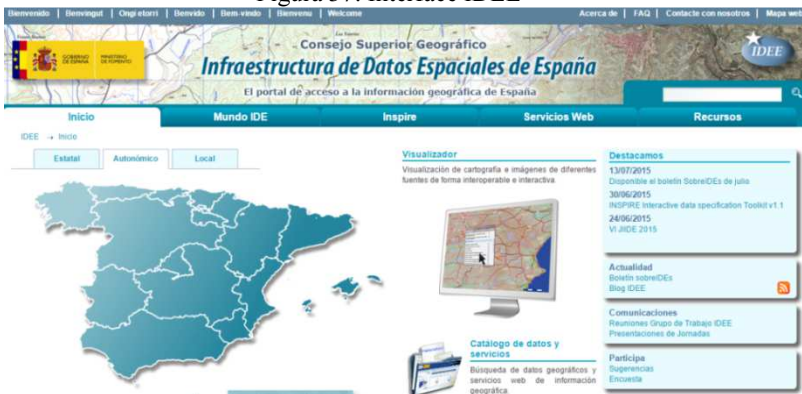 Figura 37. Interface IDEE
Bienvenido | Benvingut | Ongi etorri | Benvido | Bem-vindo | Bienvenu | Welcome
Acerca de | FAQ | Contacte con nosotros | Mapa web
GOBIERNO DE ESPAÑA
MINISTERIO DE FOMENTO
Consejo Superior Geográfico
Infraestructura de Datos Espaciales de España
El portal de acceso a la información geográfica de España
IDEE
Inicio
Mundo IDE
Inspire
Servicios Web
Recursos
IDEE → Inicio
Estatal
Autonómico
Local
Visualizador
Visualización de cartografía e imágenes de diferentes
fuentes de forma interoperable e interactiva.
Catálogo de datos y
servicios
Búsqueda de datos geográficos y
servicios web de información
geográfica.
Destacamos
13/07/2015
Disponible el boletín SobreIDEs de julio
30/06/2015
INSPIRE Interactive data specification Toolkit v1.1
24/06/2015
VI JIIDE 2015
Actualidad
Boletín sobreIDEs
Blog IDEE
Comunicaciones
Reuniones Grupo de Trabajo IDEE
Presentaciones de Jornadas
Participa
Sugerencias
Encuesta